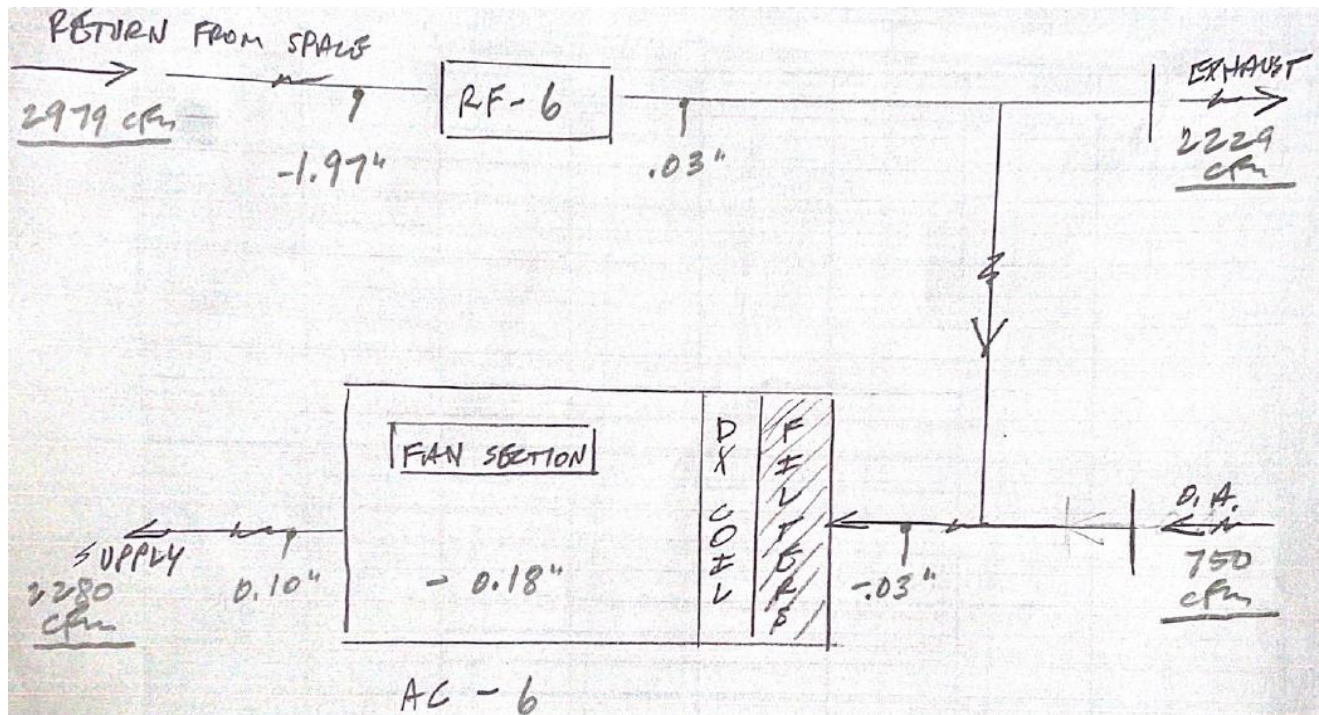 RETURN FROM SPACE
2979 cfm
RF-6
-1.97"
.03"
EXHAUST
2229
cfm
FAN SECTION
DX COIL
FILTERS
O.A.
750
cfm
SUPPLY
2280
cfm
0.10"
- 0.18"
-.03"
AC-6